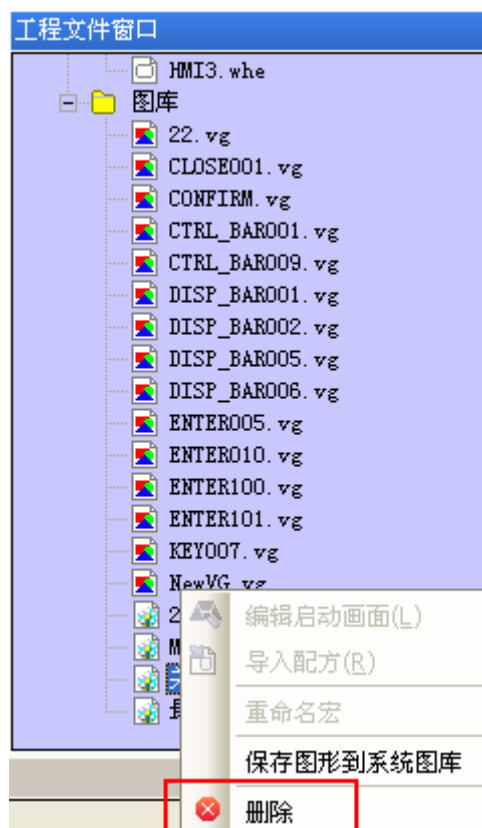 工程文件窗口
HMI3.whe
图库
22.vg
CLOSE001.vg
CONFIRM.vg
CTRL_BAR001.vg
CTRL_BAR009.vg
DISP_BAR001.vg
DISP_BAR002.vg
DISP_BAR005.vg
DISP_BAR006.vg
ENTER005.vg
ENTER010.vg
ENTER100.vg
ENTER101.vg
KEY007.vg
NewVG.vg
编辑启动画面(L)
导入配方(R)
重命名宏
保存图形到系统图库
删除